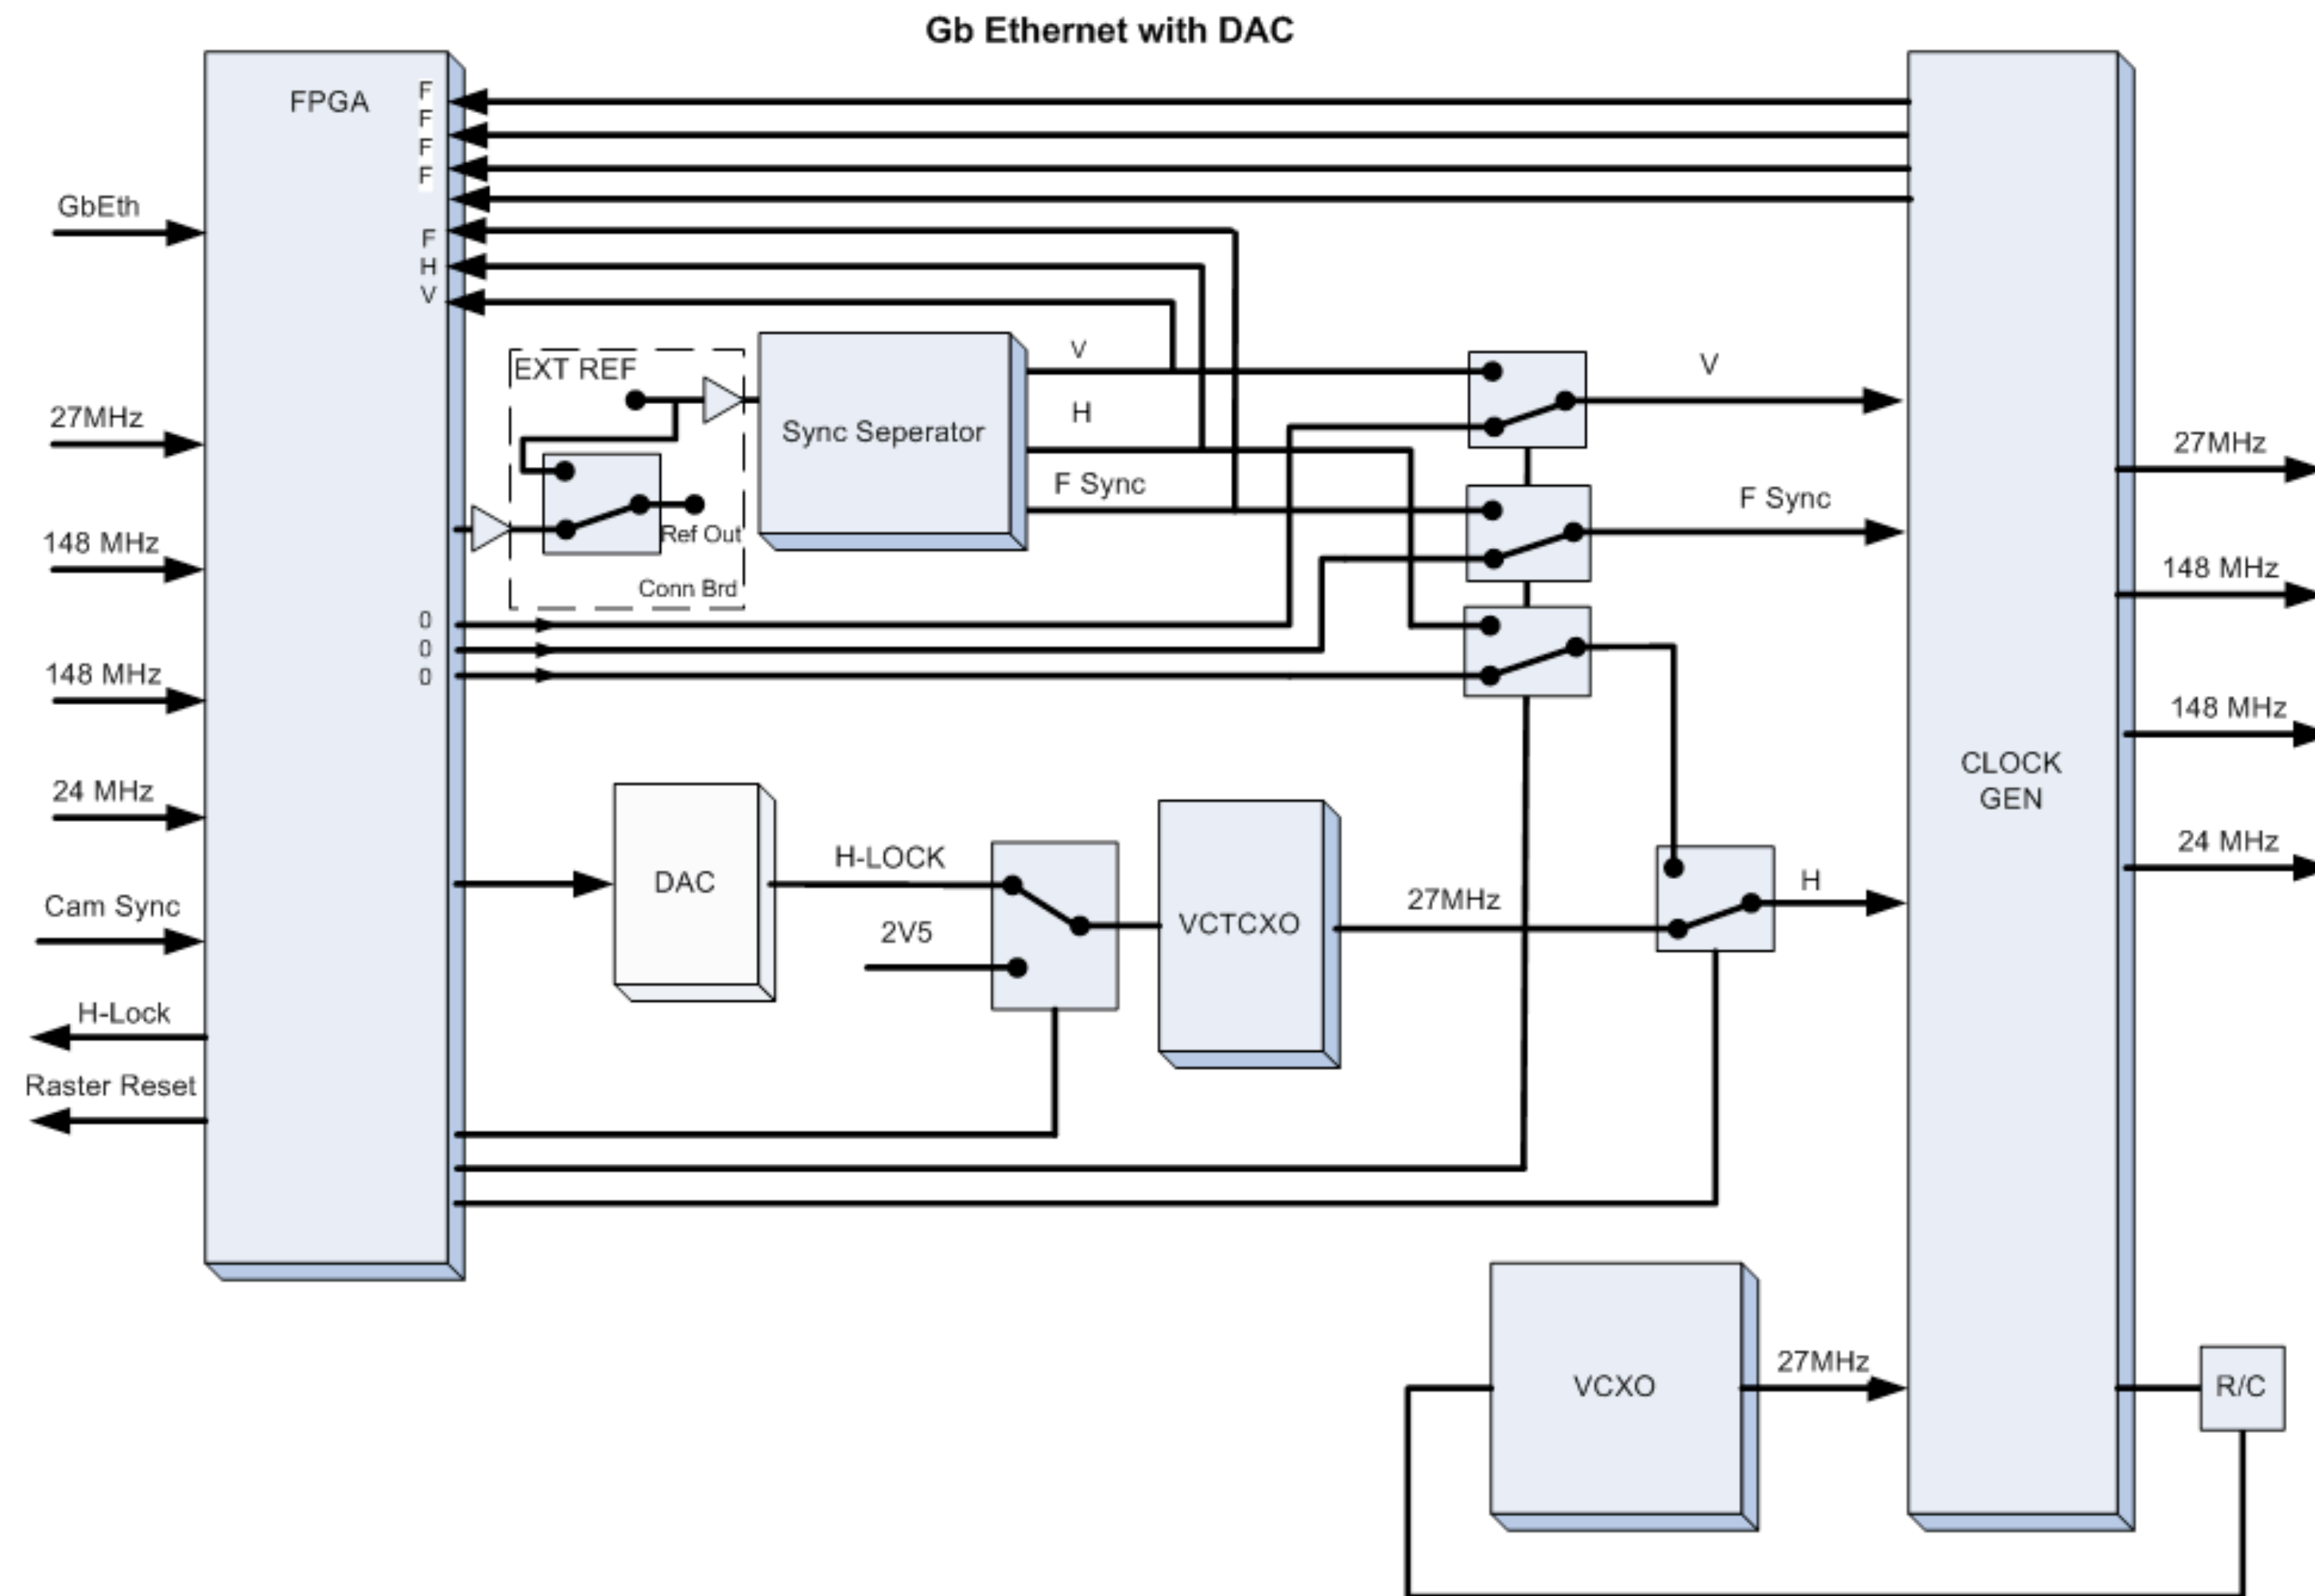 Gb Ethernet with DAC
FPGA
F
F
F
F
F
H
V
GbEth
27MHz
148 MHz
148 MHz
24 MHz
Cam Sync
H-Lock
Raster Reset
EXT REF
Ref Out
Conn Brd
Sync Seperator
V
H
F Sync
0
0
0
V
F Sync
DAC
H-LOCK
2V5
VCTCXO
27MHz
H
CLOCK
GEN
27MHz
148 MHz
148 MHz
24 MHz
VCXO
27MHz
R/C